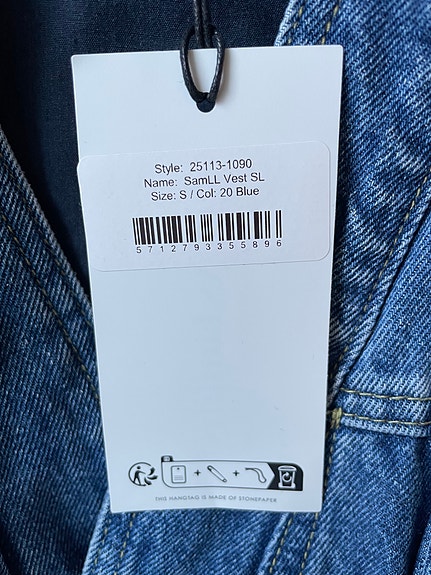 Style: 25113-1090
Name: SamLL Vest SL
Size: S / Col: 20 Blue
5712793355896
THIS HANGTAG IS MADE OF STONEPAPER